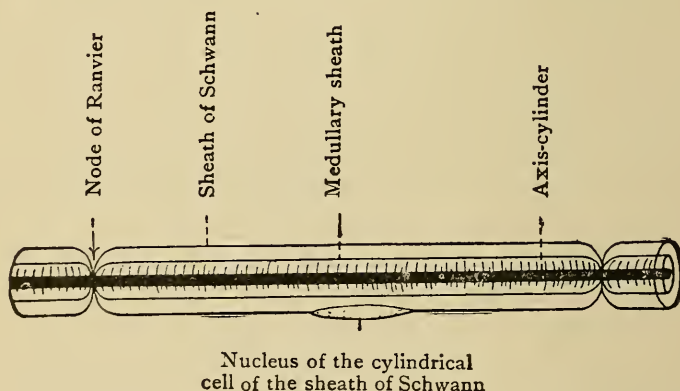 Node of Ranvier
Sheath of Schwann
Medullary sheath
Axis-cylinder
Nucleus of the cylindrical
cell of the sheath of Schwann